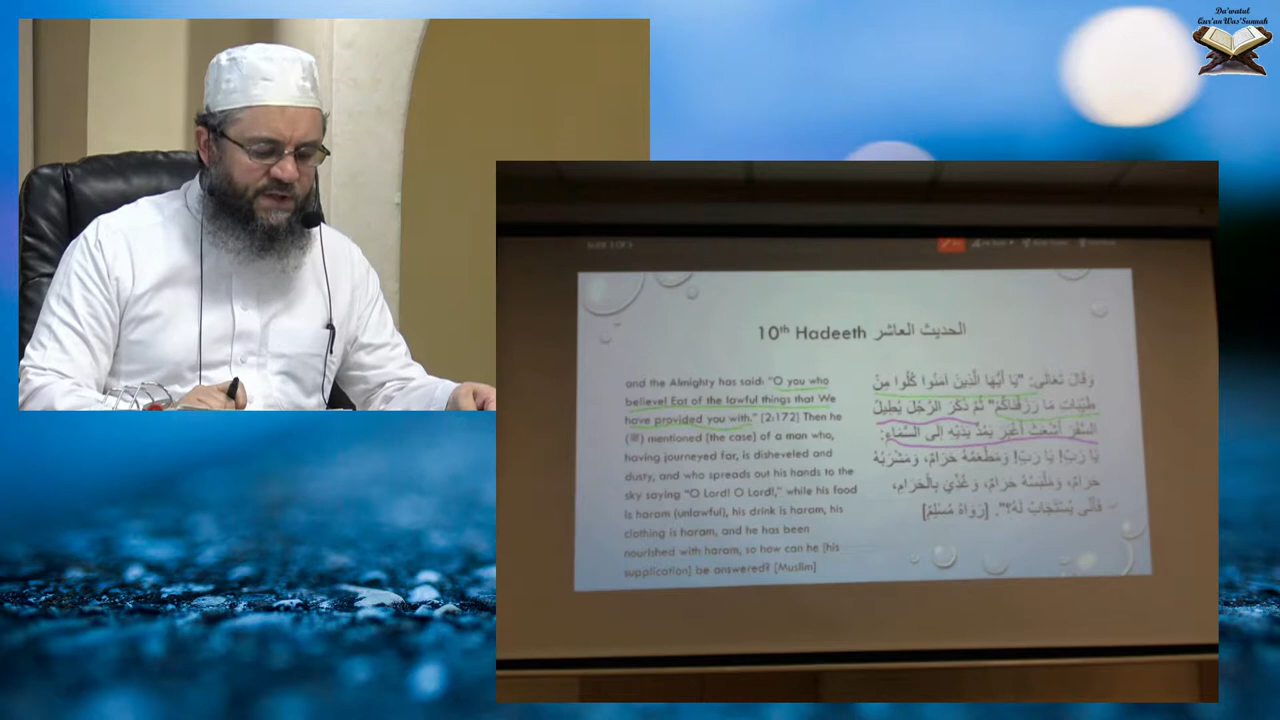 Da'watul
Qur'an Was'Sunnah
10th Hadeeth الحديث العاشر
and the Almighty has said: "O you who
believe! Eat of the lawful things that We
have provided you with." [2:172] Then he
(ﷺ) mentioned [the case] of a man who,
having journeyed far, is disheveled and
dusty, and who spreads out his hands to the
sky saying "O Lord! O Lord!," while his food
is haram (unlawful), his drink is haram, his
clothing is haram, and he has been
nourished with haram, so how can he [his
supplication] be answered? [Muslim]
وَقَالَ تَعَالَى: "يَا أَيُّهَا الَّذِينَ آمَنُوا كُلُوا مِنْ
طَيِّبَاتِ مَا رَزَقْنَاكُمْ" ثُمَّ ذَكَرَ الرَّجُلَ يُطِيلُ
السَّفَرَ أَشْعَثَ أَغْبَرَ يَمُدُّ يَدَيْهِ إلَى السَّمَاءِ:
يَا رَبِّ! يَا رَبِّ! وَمَطْعَمُهُ حَرَامٌ، وَمَشْرَبُهُ
حَرَامٌ، وَمَلْبَسُهُ حَرَامٌ، وَغُذِّيَ بِالْحَرَامِ،
فَأَنَّى يُسْتَجَابُ لَهُ؟". [رَوَاهُ مُسْلِمٌ]